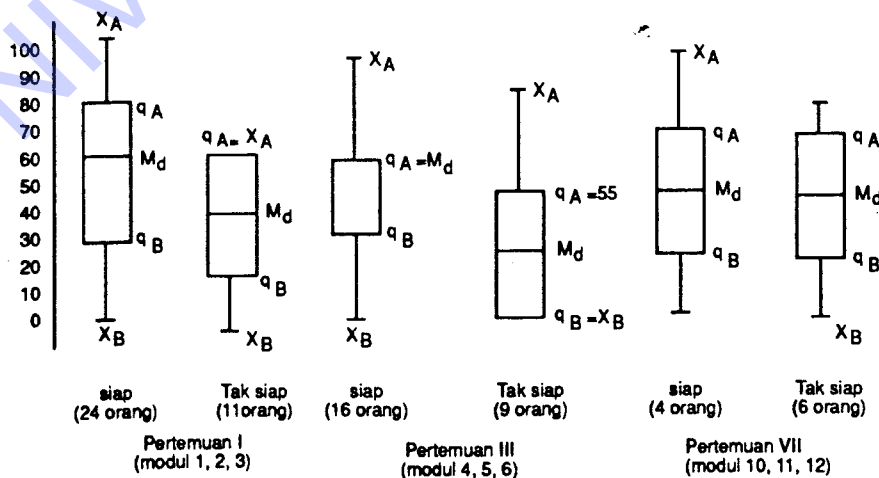 100
90
80
70
60
50
40
30
20
10
0
X A
q A
M d
q B
X B
q A = X A
M d
q B
X B
X A
q A = M d
q B
X B
X A
q A = 55
M d
q B = X B
X A
q A
M d
q B
q A
M d
q B
X B
siap
(24 orang)
Tak siap
(11orang)
siap
(16 orang)
Tak siap
(9 orang)
siap
(4 orang)
Tak siap
(6 orang)
Pertemuan I
(modul 1, 2, 3)
Pertemuan III
(modul 4, 5, 6)
Pertemuan VII
(modul 10, 11, 12)